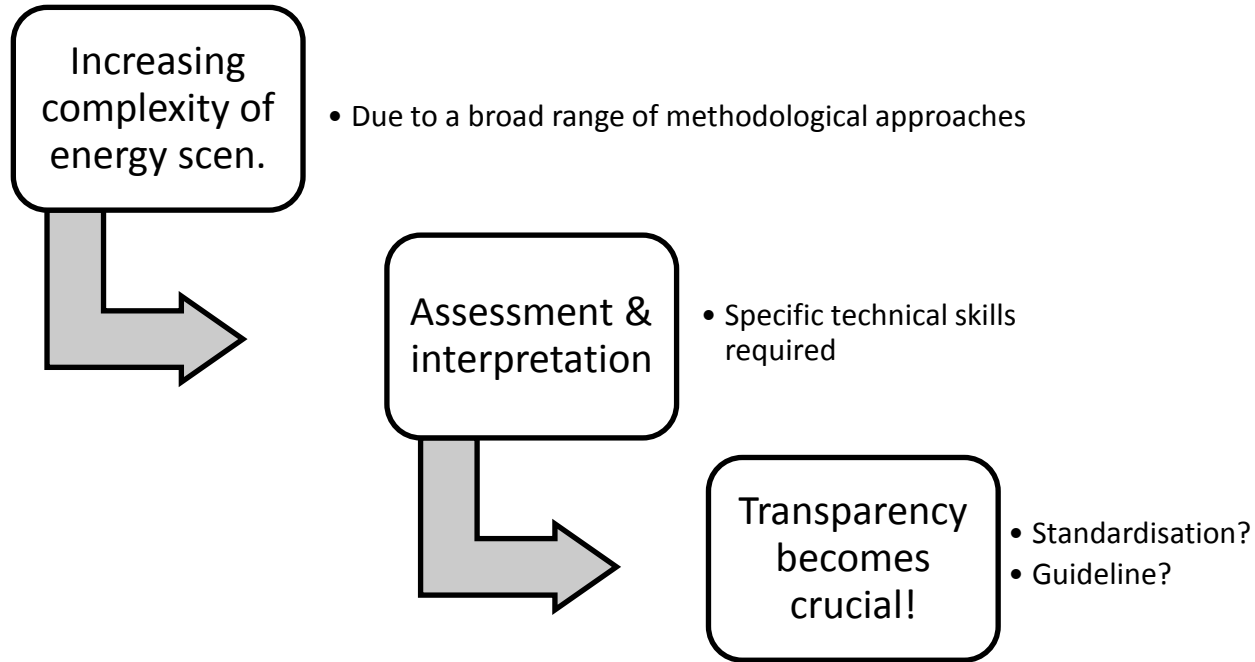 Increasing
complexity of
energy scen.
• Due to a broad range of methodological approaches
Assessment &
interpretation
• Specific technical skills
required
Transparency
becomes
crucial!
• Standardisation?
• Guideline?